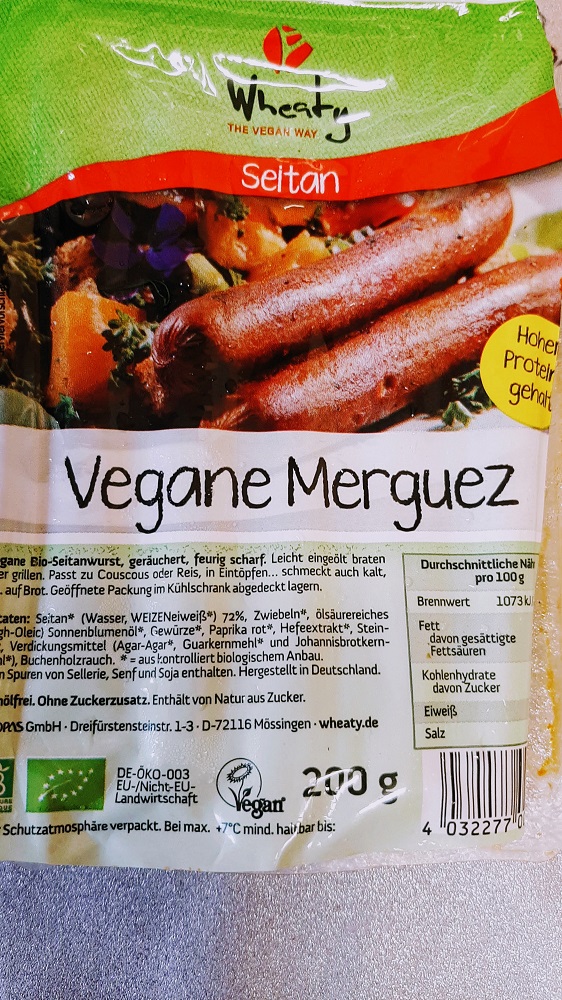 Wheaty
THE VEGAN WAY
Seitan
Hoher
Protein
gehalt
Vegane Merguez
gane Bio-Seitanwurst, geräuchert, feurig scharf. Leicht eingeölt braten
er grillen. Passt zu Couscous oder Reis, in Eintöpfen... schmeckt auch kalt,
. auf Brot. Geöffnete Packung im Kühlschrank abgedeckt lagern.
taten: Seitan* (Wasser, WEIZENeiweiß*) 72%, Zwiebeln*, ölsäurereiches
gh-Oleic) Sonnenblumenöl*, Gewürze*, Paprika rot*, Hefeextrakt*, Stein-
, Verdickungsmittel (Agar-Agar*, Guarkernmehl* und Johannisbrotkern-
hl*), Buchenholzrauch. * = aus kontrolliert biologischem Anbau.
n Spuren von Sellerie, Senf und Soja enthalten. Hergestellt in Deutschland.
nölfrei. Ohne Zuckerzusatz. Enthält von Natur aus Zucker.
OPAS GmbH · Dreifürstensteinstr. 1-3 · D-72116 Mössingen · wheaty.de
Durchschnittliche Näh
pro 100 g
Brennwert 1073 kJ
Fett
davon gesättigte
Fettsäuren
Kohlenhydrate
davon Zucker
Eiweiß
Salz
DE-ÖKO-003
EU-/Nicht-EU-
Landwirtschaft
Vegan
200 g
Schutzatmosphäre verpackt. Bei max. +7°C mind. haltbar bis:
4 032277 0